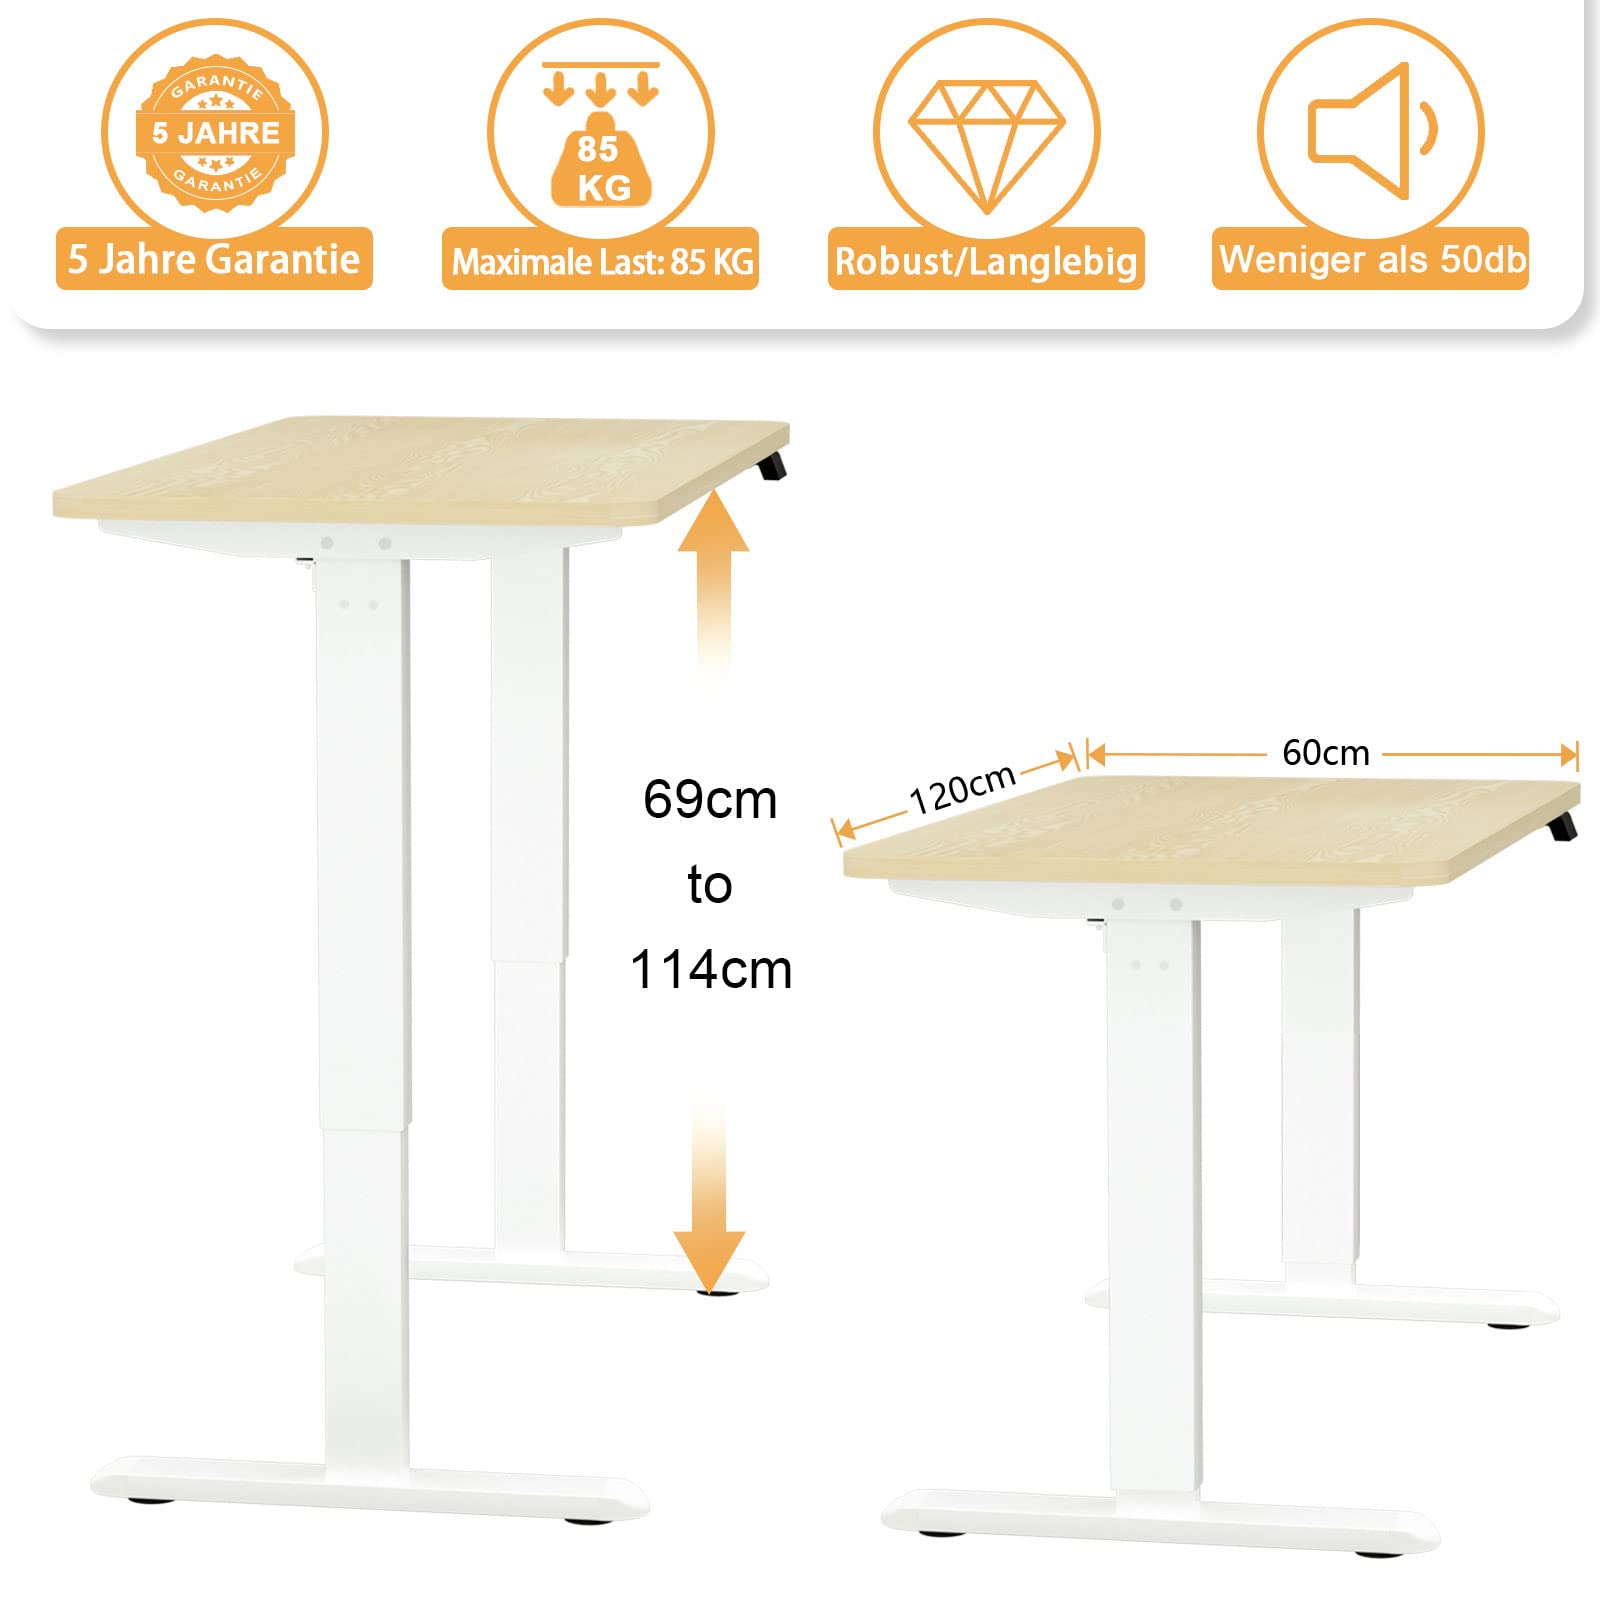 GARANTIE
5 JAHRE
GARANTIE
5 Jahre Garantie
85
KG
Maximale Last: 85 KG
Robust/Langlebig
Weniger als 50db
69cm
to
114cm
120cm
60cm